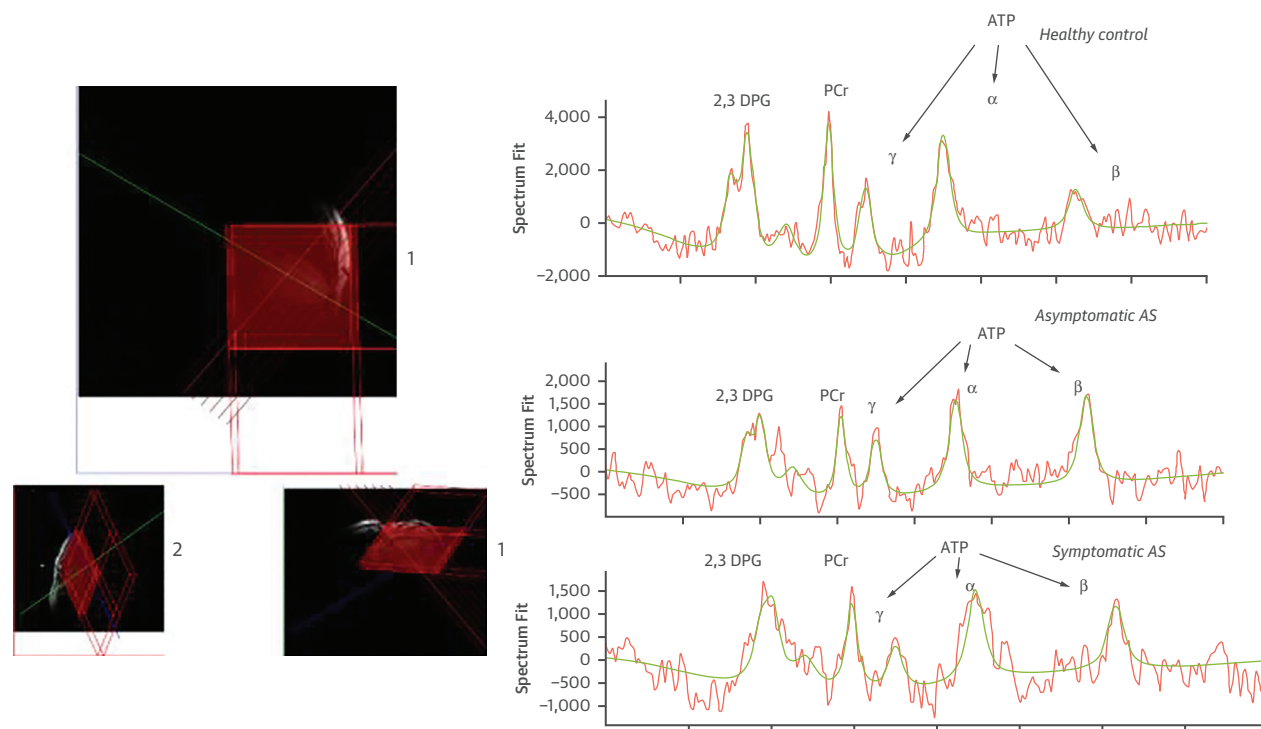 1
2
1
ATP
Healthy control
α
2,3 DPG
PCr
γ
β
Spectrum Fit
4,000
2,000
0
−2,000
Asymptomatic AS
ATP
2,3 DPG
PCr
γ
α
β
Spectrum Fit
2,000
1,500
1,000
500
0
−500
Symptomatic AS
ATP
2,3 DPG
PCr
γ
α
β
Spectrum Fit
1,500
1,000
500
0
−500
−1,000